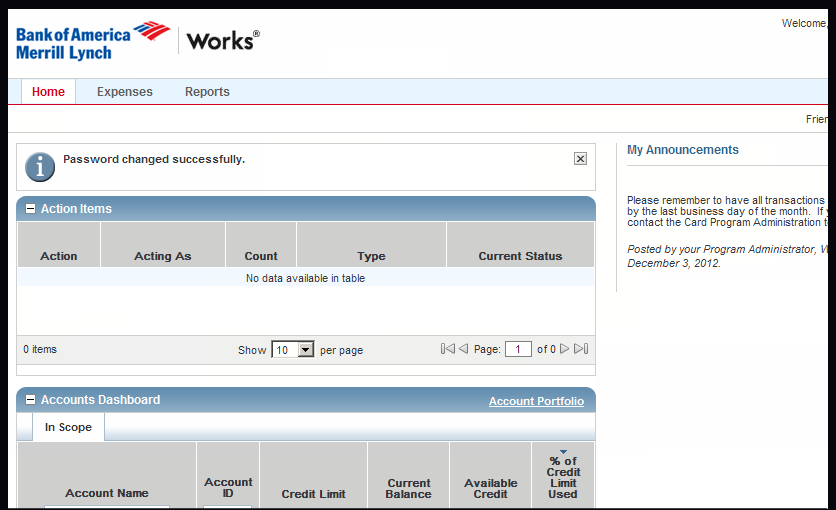 Welcome,
Bank of America
Merrill Lynch
Works®
Home Expenses Reports
Frien
Password changed successfully.
My Announcements
Please remember to have all transactions
by the last business day of the month. If y
contact the Card Program Administration t
Posted by your Program Administrator, W
December 3, 2012.
Action Items
Action Acting As Count Type Current Status
No data available in table
0 items Show 10 per page Page: 1 of 0
Accounts Dashboard Account Portfolio
In Scope
Account Name
Account
ID
Credit Limit
Current
Balance
Available
Credit
% of
Credit
Limit
Used